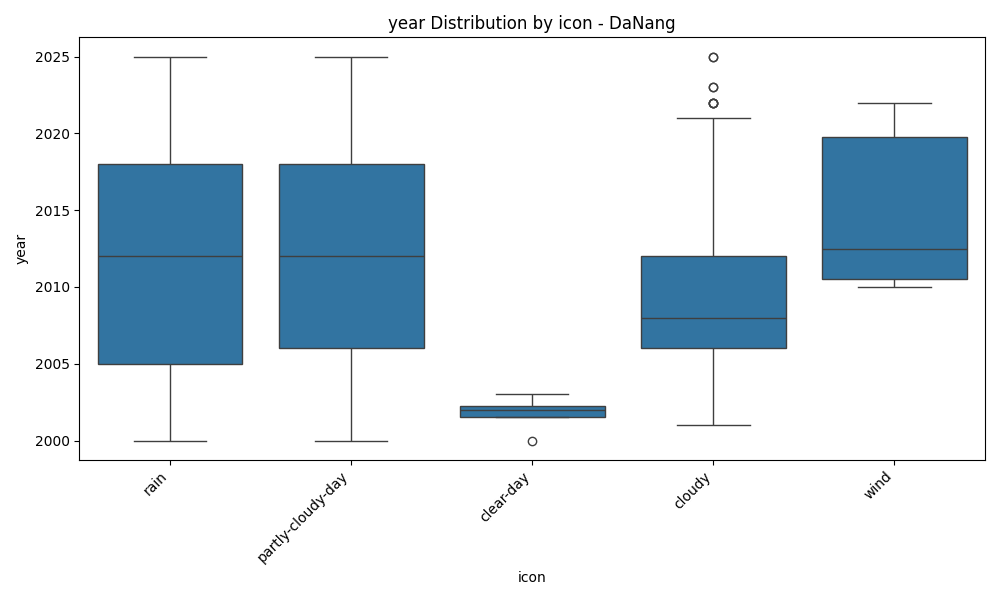 year Distribution by icon - DaNang
year
2025
2020
2015
2010
2005
2000
rain
partly-cloudy-day
clear-day
cloudy
wind
icon